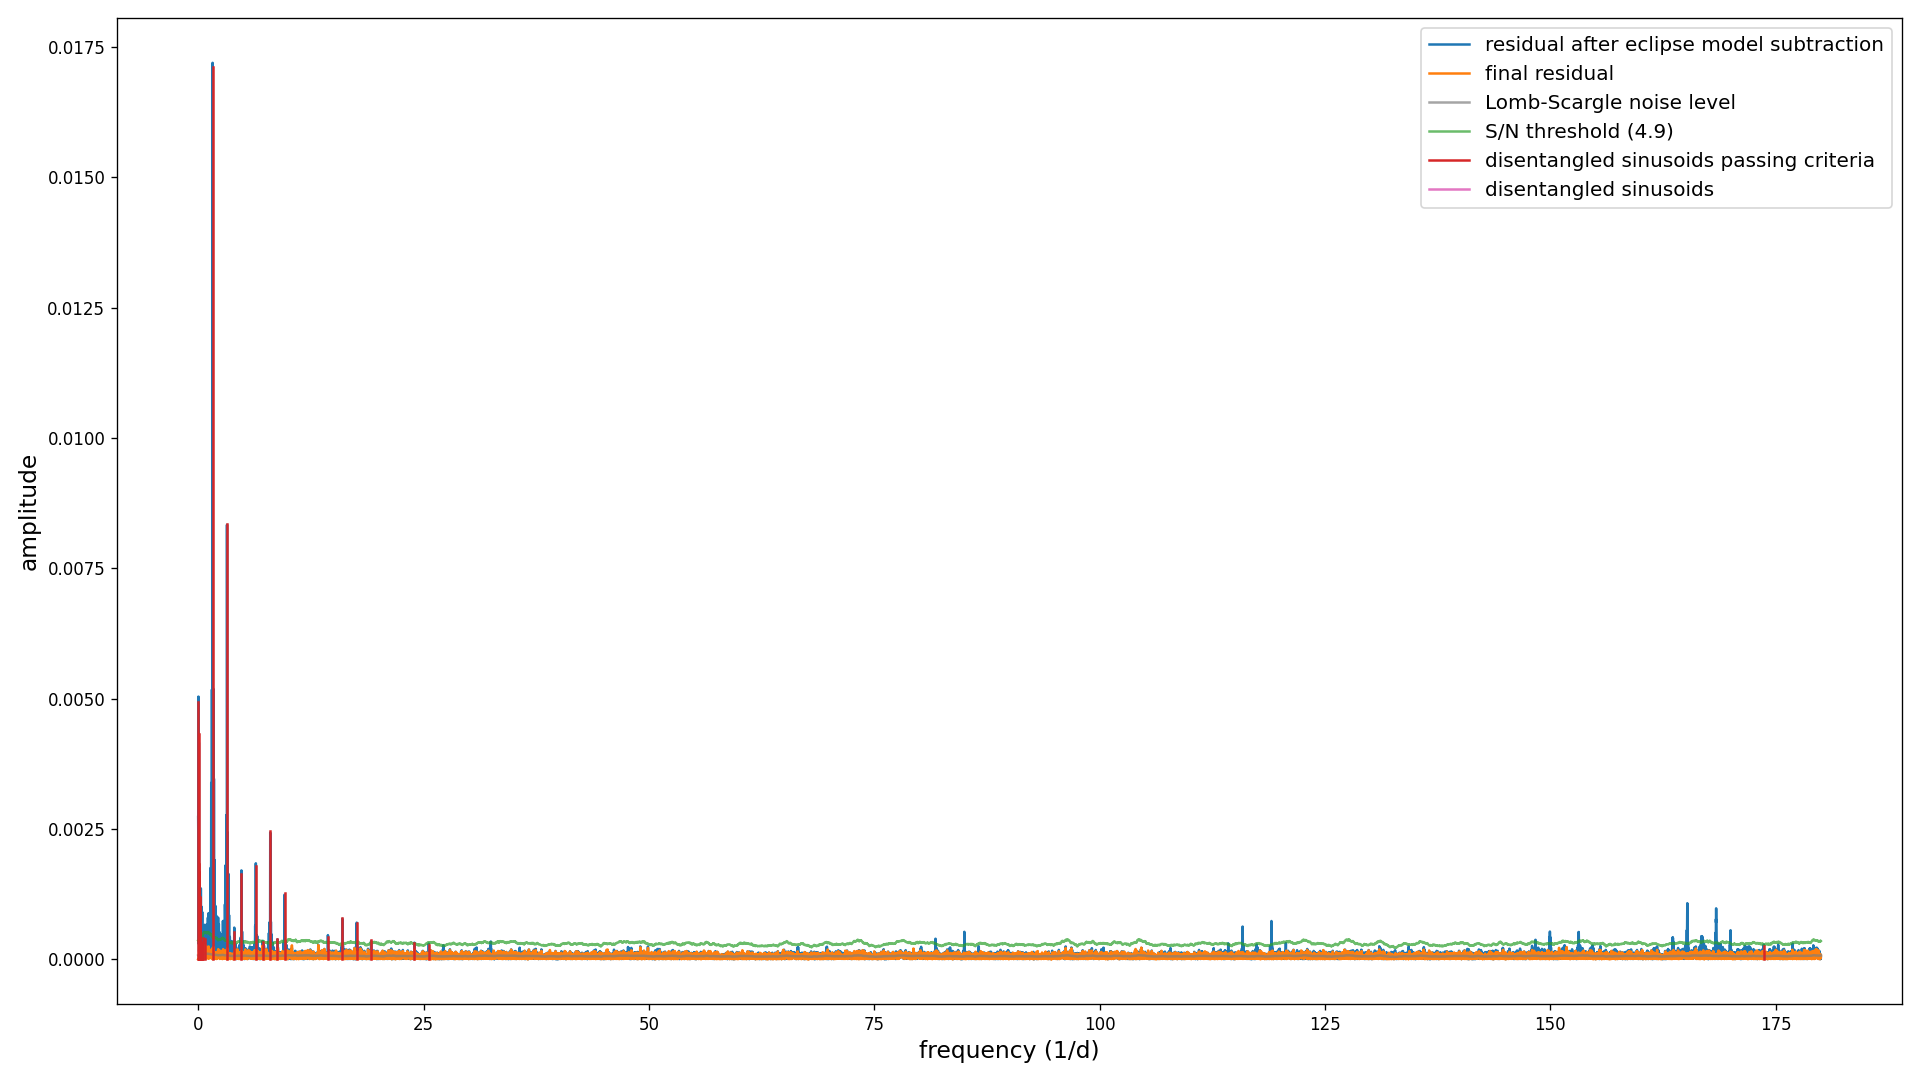 residual after eclipse model subtraction
final residual
Lomb-Scargle noise level
S/N threshold (4.9)
disentangled sinusoids passing criteria
disentangled sinusoids
0.0175
0.0150
0.0125
0.0100
0.0075
0.0050
0.0025
0.0000
amplitude
0 25 50 75 100 125 150 175
frequency (1/d)